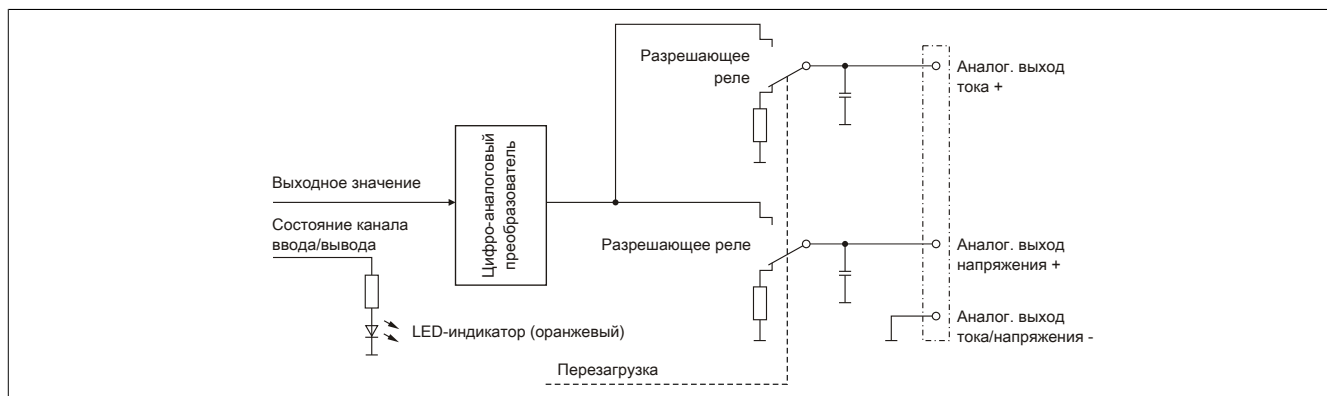 Разрешающее
реле
Аналог. выход
тока +
Цифро-аналоговый
преобразователь
Выходное значение
Состояние канала
ввода/вывода
Разрешающее реле
Аналог. выход
напряжения +
LED-индикатор (оранжевый)
Аналог. выход
тока/напряжения -
Перезагрузка